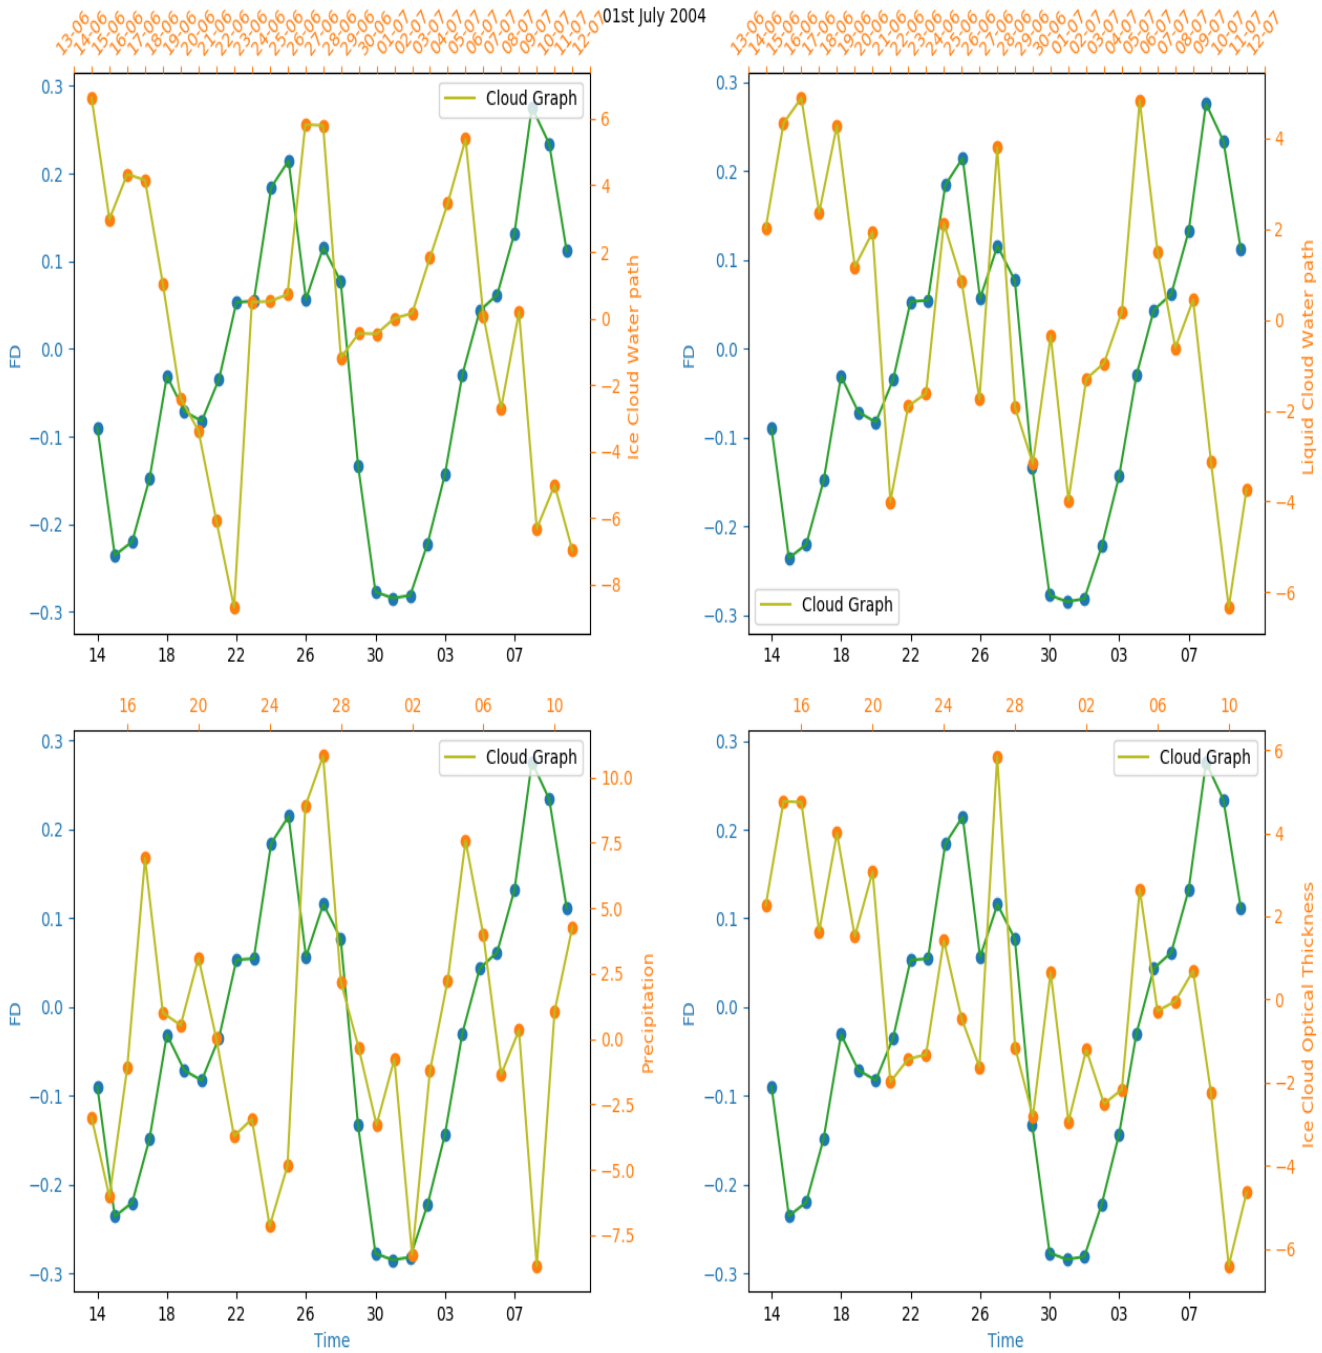 01st July 2004
13-06 14-06 15-06 16-06 17-06 18-06 19-06 20-06 21-06 22-06 23-06 24-06 25-06 26-06 27-06 28-06 29-06 30-06 01-07 02-07 03-07 04-07 05-07 06-07 07-07 08-07 09-07 10-07 11-07 12-07
Cloud Graph
0.3
0.2
0.1
0.0
−0.1
−0.2
−0.3
FD
6
4
2
0
−2
−4
−6
−8
Ice Cloud Water path
14 18 22 26 30 03 07
13-06 14-06 15-06 16-06 17-06 18-06 19-06 20-06 21-06 22-06 23-06 24-06 25-06 26-06 27-06 28-06 29-06 30-06 01-07 02-07 03-07 04-07 05-07 06-07 07-07 08-07 09-07 10-07 11-07 12-07
0.3
0.2
0.1
0.0
−0.1
−0.2
−0.3
FD
4
2
0
−2
−4
−6
Liquid Cloud Water path
Cloud Graph
14 18 22 26 30 03 07
16 20 24 28 02 06 10
Cloud Graph
0.3
0.2
0.1
0.0
−0.1
−0.2
−0.3
FD
10.0
7.5
5.0
2.5
0.0
−2.5
−5.0
−7.5
Precipitation
14 18 22 26 30 03 07
Time
16 20 24 28 02 06 10
Cloud Graph
0.3
0.2
0.1
0.0
−0.1
−0.2
−0.3
FD
6
4
2
0
−2
−4
−6
Ice Cloud Optical Thickness
14 18 22 26 30 03 07
Time